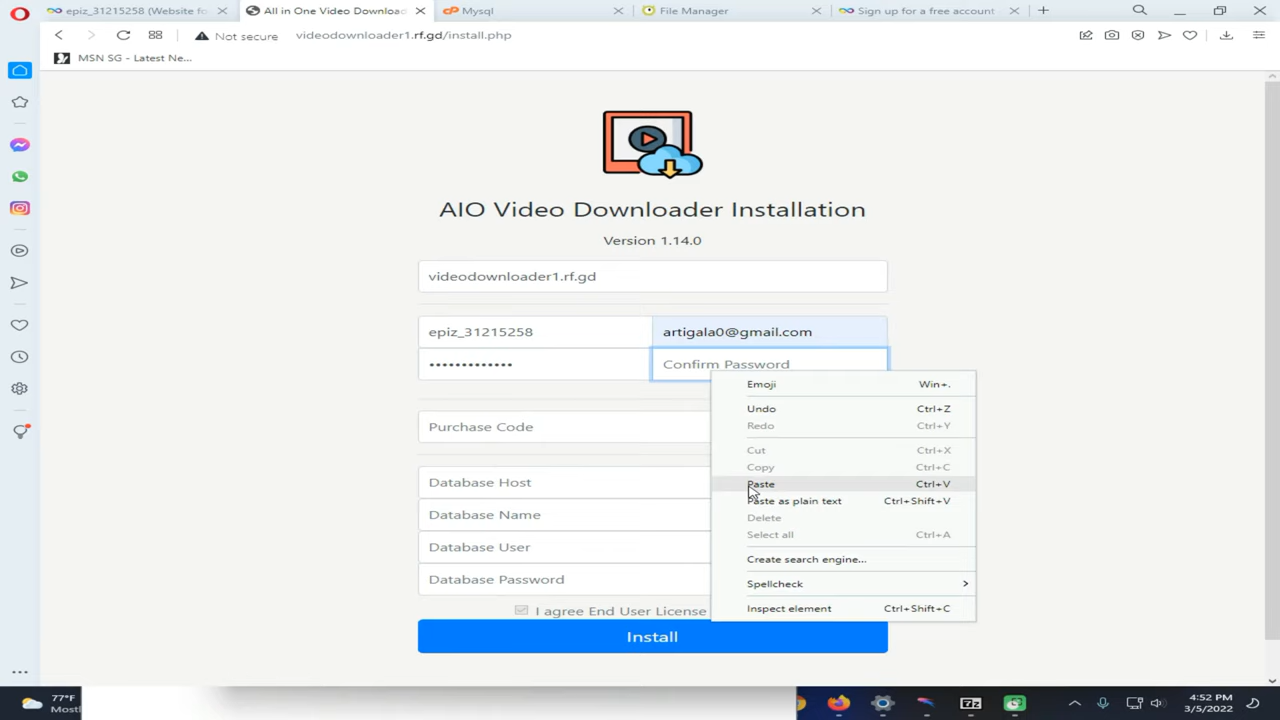 epiz_31215258 (Website fo
All in One Video Downloa
Mysql
File Manager
Sign up for a free account
Not secure
videodownloader1.rf.gd/install.php
MSN SG - Latest Ne...
AIO Video Downloader Installation
Version 1.14.0
videodownloader1.rf.gd
epiz_31215258
artigala0@gmail.com
••••••••••••
Confirm Password
Purchase Code
Database Host
Database Name
Database User
Database Password
I agree End User License
Install
Emoji Win+.
Undo Ctrl+Z
Redo Ctrl+Y
Cut Ctrl+X
Copy Ctrl+C
Paste Ctrl+V
Paste as plain text Ctrl+Shift+V
Delete
Select all Ctrl+A
Create search engine...
Spellcheck
Inspect element Ctrl+Shift+C
77°F
Mostl
7z
4:52 PM
3/5/2022